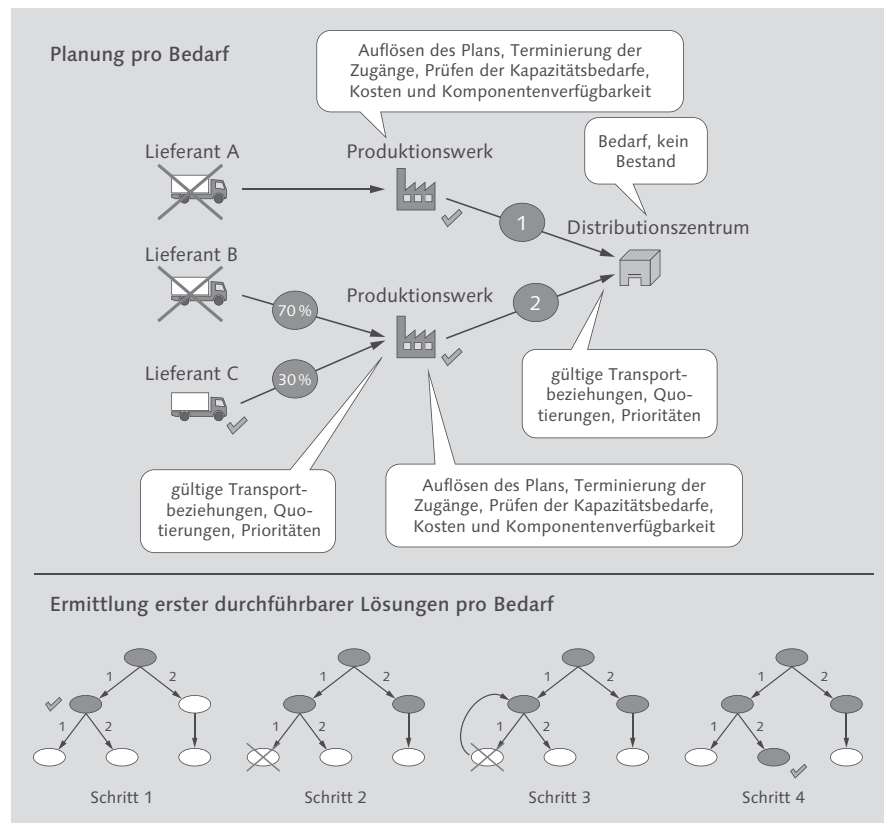 Planung pro Bedarf
Auflösen des Plans, Terminierung der
Zugänge, Prüfen der Kapazitätsbedarfe,
Kosten und Komponentenverfügbarkeit
Bedarf, kein
Bestand
Lieferant A
Produktionswerk
1
Distributionszentrum
Lieferant B
70 %
Produktionswerk
2
Lieferant C
30 %
gültige Transport-
beziehungen, Quo-
tierungen, Prioritäten
gültige Transport-
beziehungen, Quo-
tierungen, Prioritäten
Auflösen des Plans, Terminierung der
Zugänge, Prüfen der Kapazitätsbedarfe,
Kosten und Komponentenverfügbarkeit
Ermittlung erster durchführbarer Lösungen pro Bedarf
1 2
1 2
Schritt 1
1 2
1 2
Schritt 2
1 2
1 2
Schritt 3
1 2
1 2
Schritt 4